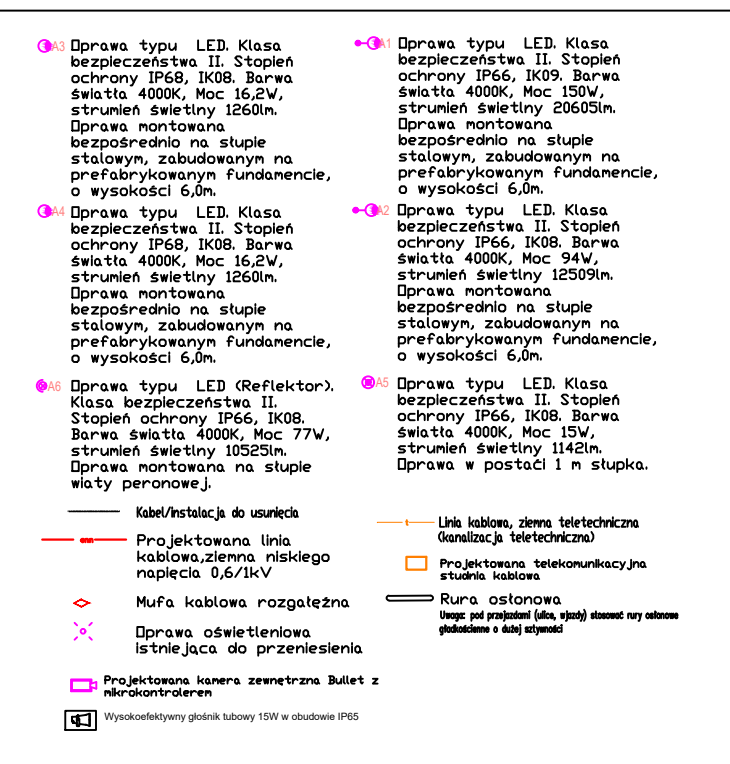 A3 Oprawa typu LED. Klasa
bezpieczeństwa II. Stopień
ochrony IP68, IK08. Barwa
światła 4000K, Moc 16,2W,
strumień świetlny 1260lm.
Oprawa montowana
bezpośrednio na słupie
stalowym, zabudowanym na
prefabrykowanym fundamencie,
o wysokości 6,0m.
A4 Oprawa typu LED. Klasa
bezpieczeństwa II. Stopień
ochrony IP68, IK08. Barwa
światła 4000K, Moc 16,2W,
strumień świetlny 1260lm.
Oprawa montowana
bezpośrednio na słupie
stalowym, zabudowanym na
prefabrykowanym fundamencie,
o wysokości 6,0m.
A6 Oprawa typu LED (Reflektor).
Klasa bezpieczeństwa II.
Stopień ochrony IP66, IK08.
Barwa światła 4000K, Moc 77W,
strumień świetlny 10525lm.
Oprawa montowana na słupie
wiaty peronowej.
A1 Oprawa typu LED. Klasa
bezpieczeństwa II. Stopień
ochrony IP66, IK09. Barwa
światła 4000K, Moc 150W,
strumień świetlny 20605lm.
Oprawa montowana
bezpośrednio na słupie
stalowym, zabudowanym na
prefabrykowanym fundamencie,
o wysokości 6,0m.
A2 Oprawa typu LED. Klasa
bezpieczeństwa II. Stopień
ochrony IP66, IK08. Barwa
światła 4000K, Moc 94W,
strumień świetlny 12509lm.
Oprawa montowana
bezpośrednio na słupie
stalowym, zabudowanym na
prefabrykowanym fundamencie,
o wysokości 6,0m.
A5 Oprawa typu LED. Klasa
bezpieczeństwa II. Stopień
ochrony IP66, IK08. Barwa
światła 4000K, Moc 15W,
strumień świetlny 1142lm.
Oprawa w postaći 1 m słupka.
Kabel/instalacja do usunięcia
enn Projektowana linia
kablowa,ziemna niskiego
napięcia 0,6/1kV
Mufa kablowa rozgałęźna
Oprawa oświetleniowa
istniejąca do przeniesienia
Projektowana kamera zewnętrzna Bullet z
mikrokontrolerem
Wysokoefektywny głośnik tubowy 15W w obudowie IP65
t Linia kablowa, ziemna teletechniczna
(kanalizacja teletechniczna)
Projektowana telekomunikacyjna
studnia kablowa
Rura osłonowa
Uwaga: pod przejazdami (ulice, wjazdy) stosować rury osłonowe
gładkościenne o dużej sztywności